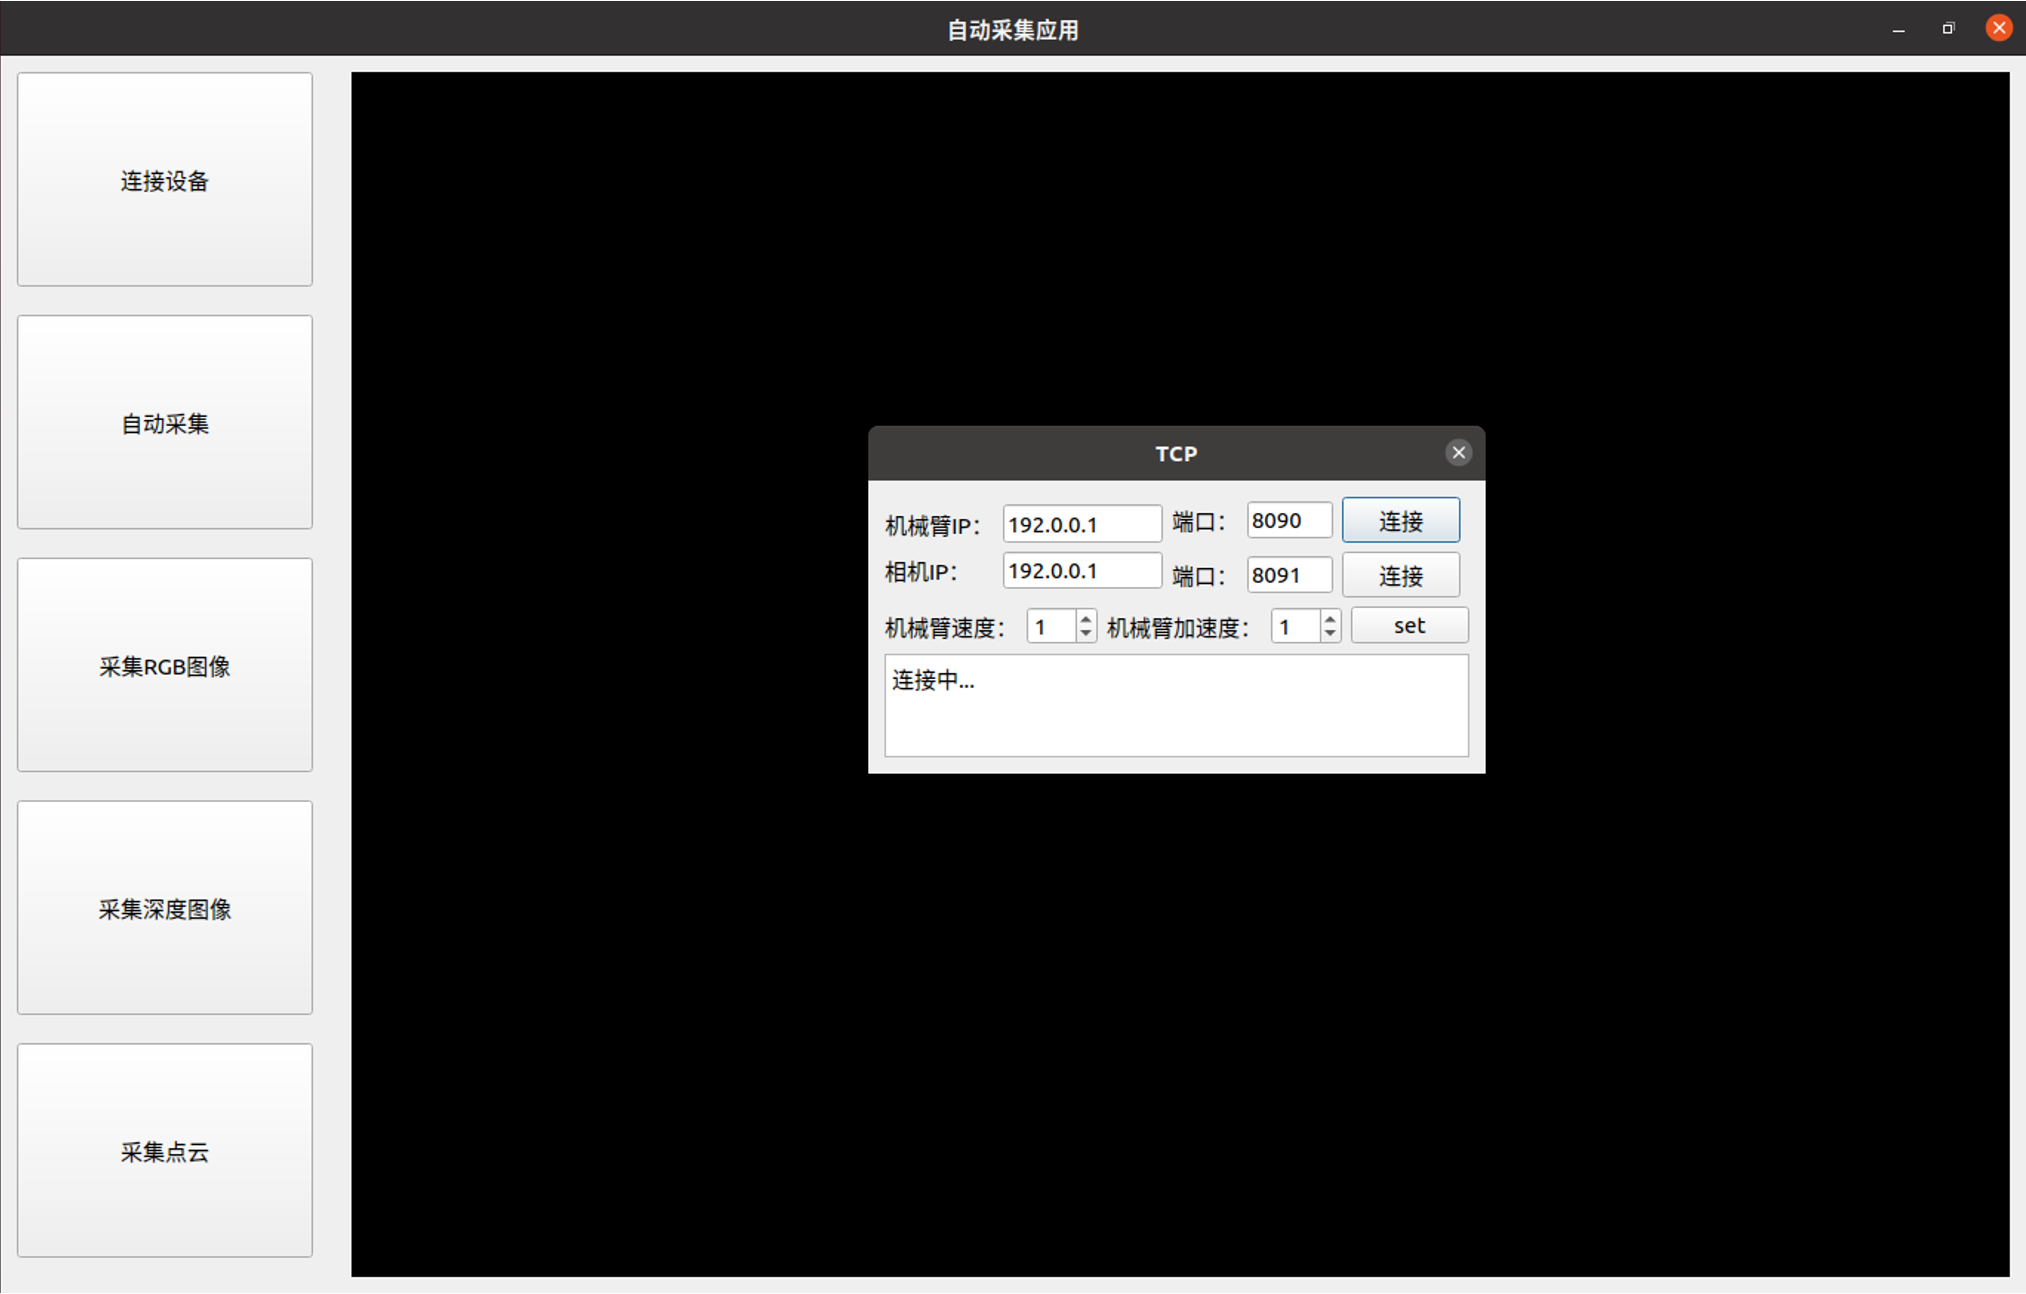 自动采集应用
连接设备
自动采集
采集RGB图像
采集深度图像
采集点云
TCP
机械臂IP： 192.0.0.1 端口： 8090 连接
相机IP： 192.0.0.1 端口： 8091 连接
机械臂速度： 1 机械臂加速度： 1 set
连接中...